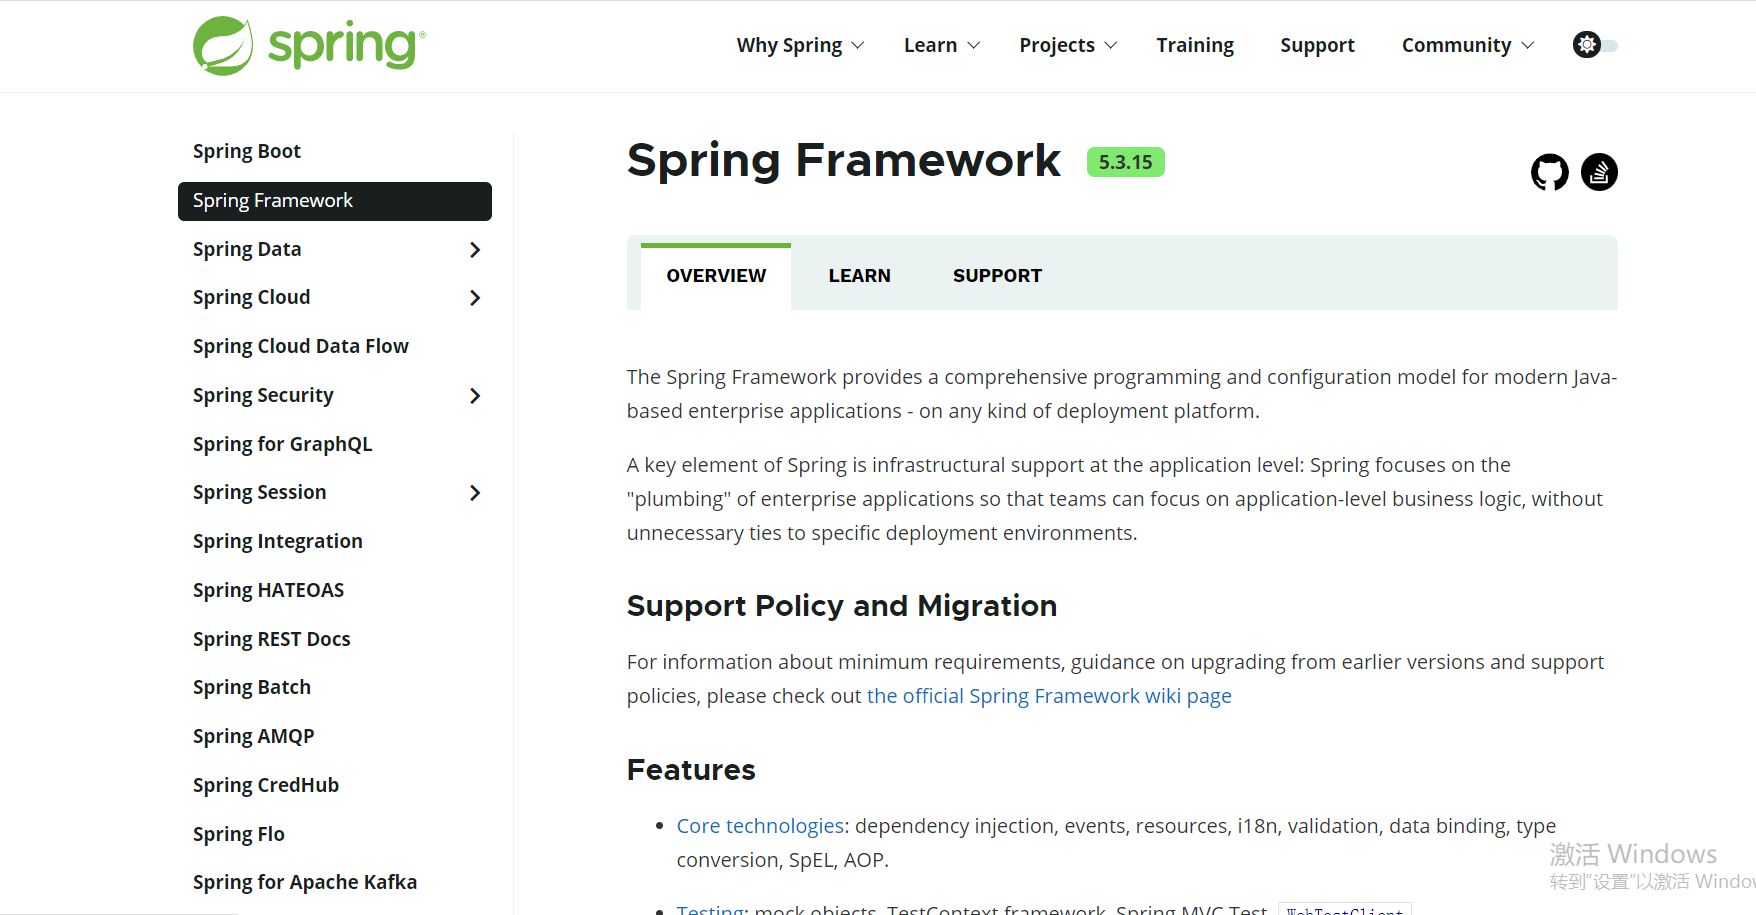 spring
Why Spring
Learn
Projects
Training
Support
Community
Spring Boot
Spring Framework
Spring Data
Spring Cloud
Spring Cloud Data Flow
Spring Security
Spring for GraphQL
Spring Session
Spring Integration
Spring HATEOAS
Spring REST Docs
Spring Batch
Spring AMQP
Spring CredHub
Spring Flo
Spring for Apache Kafka
Spring Framework 5.3.15
OVERVIEW
LEARN
SUPPORT
The Spring Framework provides a comprehensive programming and configuration model for modern Java-
based enterprise applications - on any kind of deployment platform.
A key element of Spring is infrastructural support at the application level: Spring focuses on the
"plumbing" of enterprise applications so that teams can focus on application-level business logic, without
unnecessary ties to specific deployment environments.
Support Policy and Migration
For information about minimum requirements, guidance on upgrading from earlier versions and support
policies, please check out the official Spring Framework wiki page
Features
• Core technologies: dependency injection, events, resources, i18n, validation, data binding, type
conversion, SpEL, AOP.
• Testing: mock objects, TestContext framework, Spring MVC Test, WebTestClient
激活 Windows
转到“设置”以激活 Windo